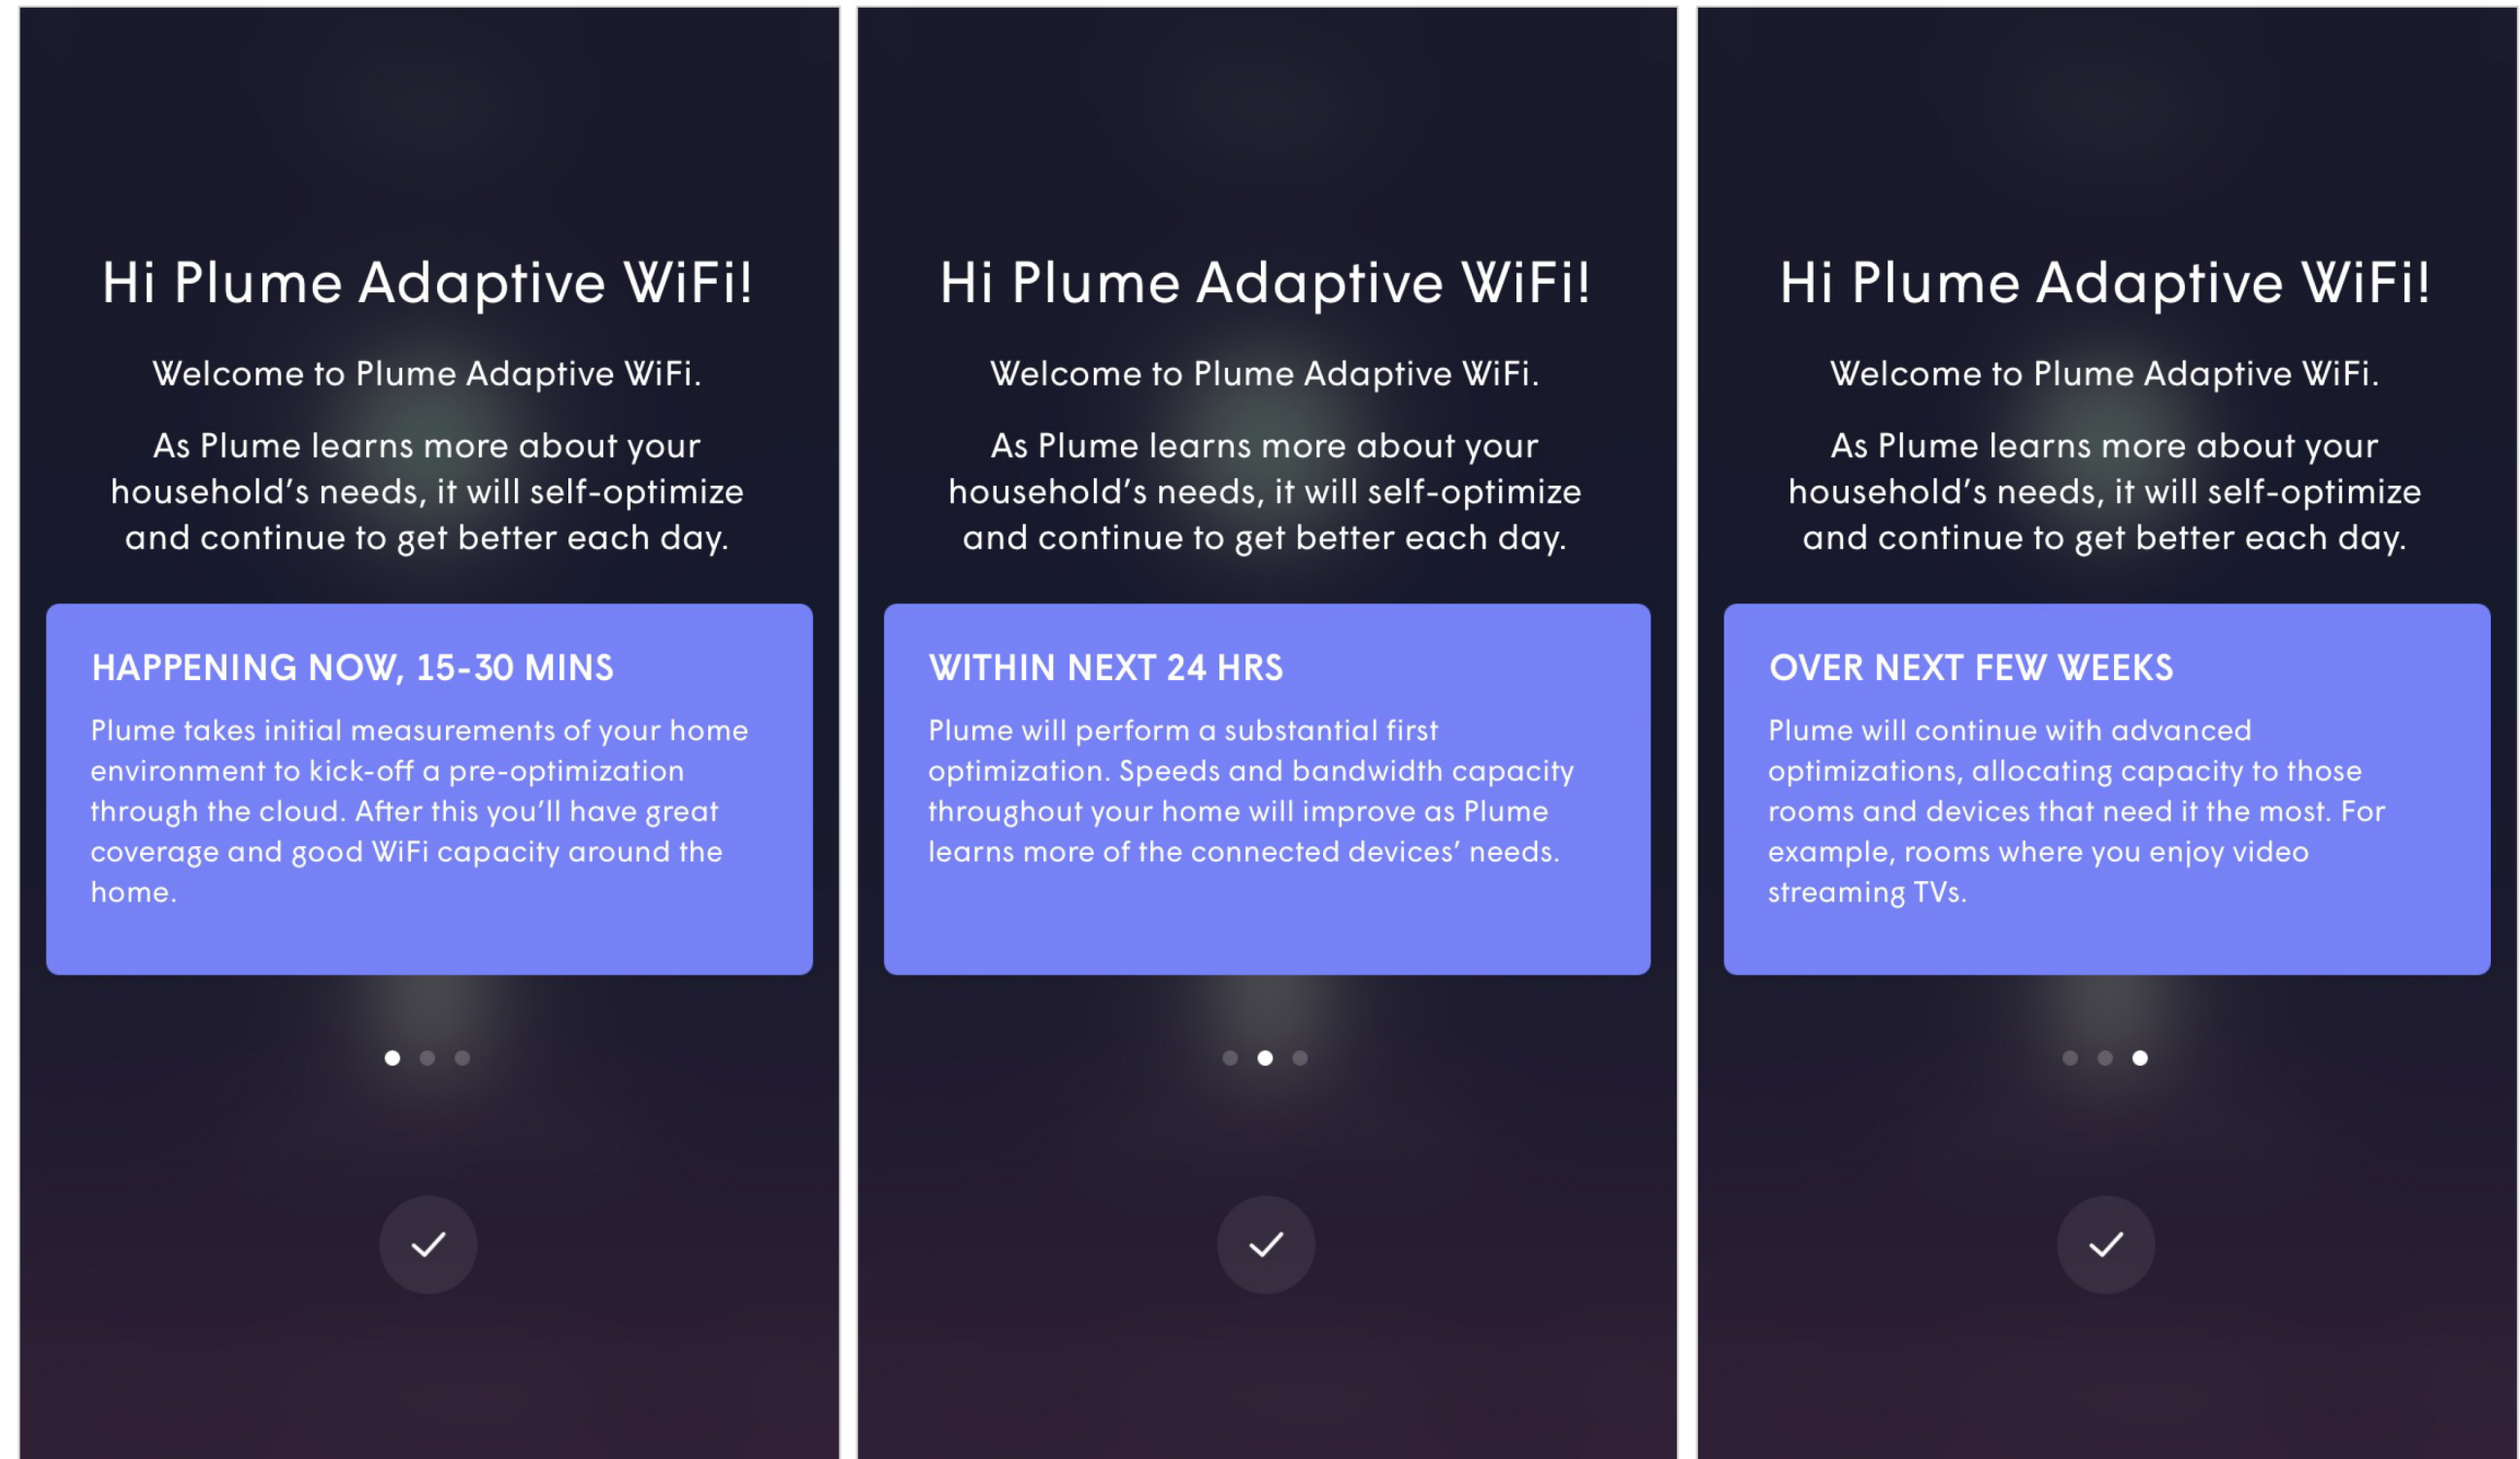 Hi Plume Adaptive WiFi!
Welcome to Plume Adaptive WiFi.
As Plume learns more about your
household’s needs, it will self-optimize
and continue to get better each day.
HAPPENING NOW, 15-30 MINS
Plume takes initial measurements of your home
environment to kick-off a pre-optimization
through the cloud. After this you’ll have great
coverage and good WiFi capacity around the
home.
Hi Plume Adaptive WiFi!
Welcome to Plume Adaptive WiFi.
As Plume learns more about your
household’s needs, it will self-optimize
and continue to get better each day.
WITHIN NEXT 24 HRS
Plume will perform a substantial first
optimization. Speeds and bandwidth capacity
throughout your home will improve as Plume
learns more of the connected devices’ needs.
Hi Plume Adaptive WiFi!
Welcome to Plume Adaptive WiFi.
As Plume learns more about your
household’s needs, it will self-optimize
and continue to get better each day.
OVER NEXT FEW WEEKS
Plume will continue with advanced
optimizations, allocating capacity to those
rooms and devices that need it the most. For
example, rooms where you enjoy video
streaming TVs.